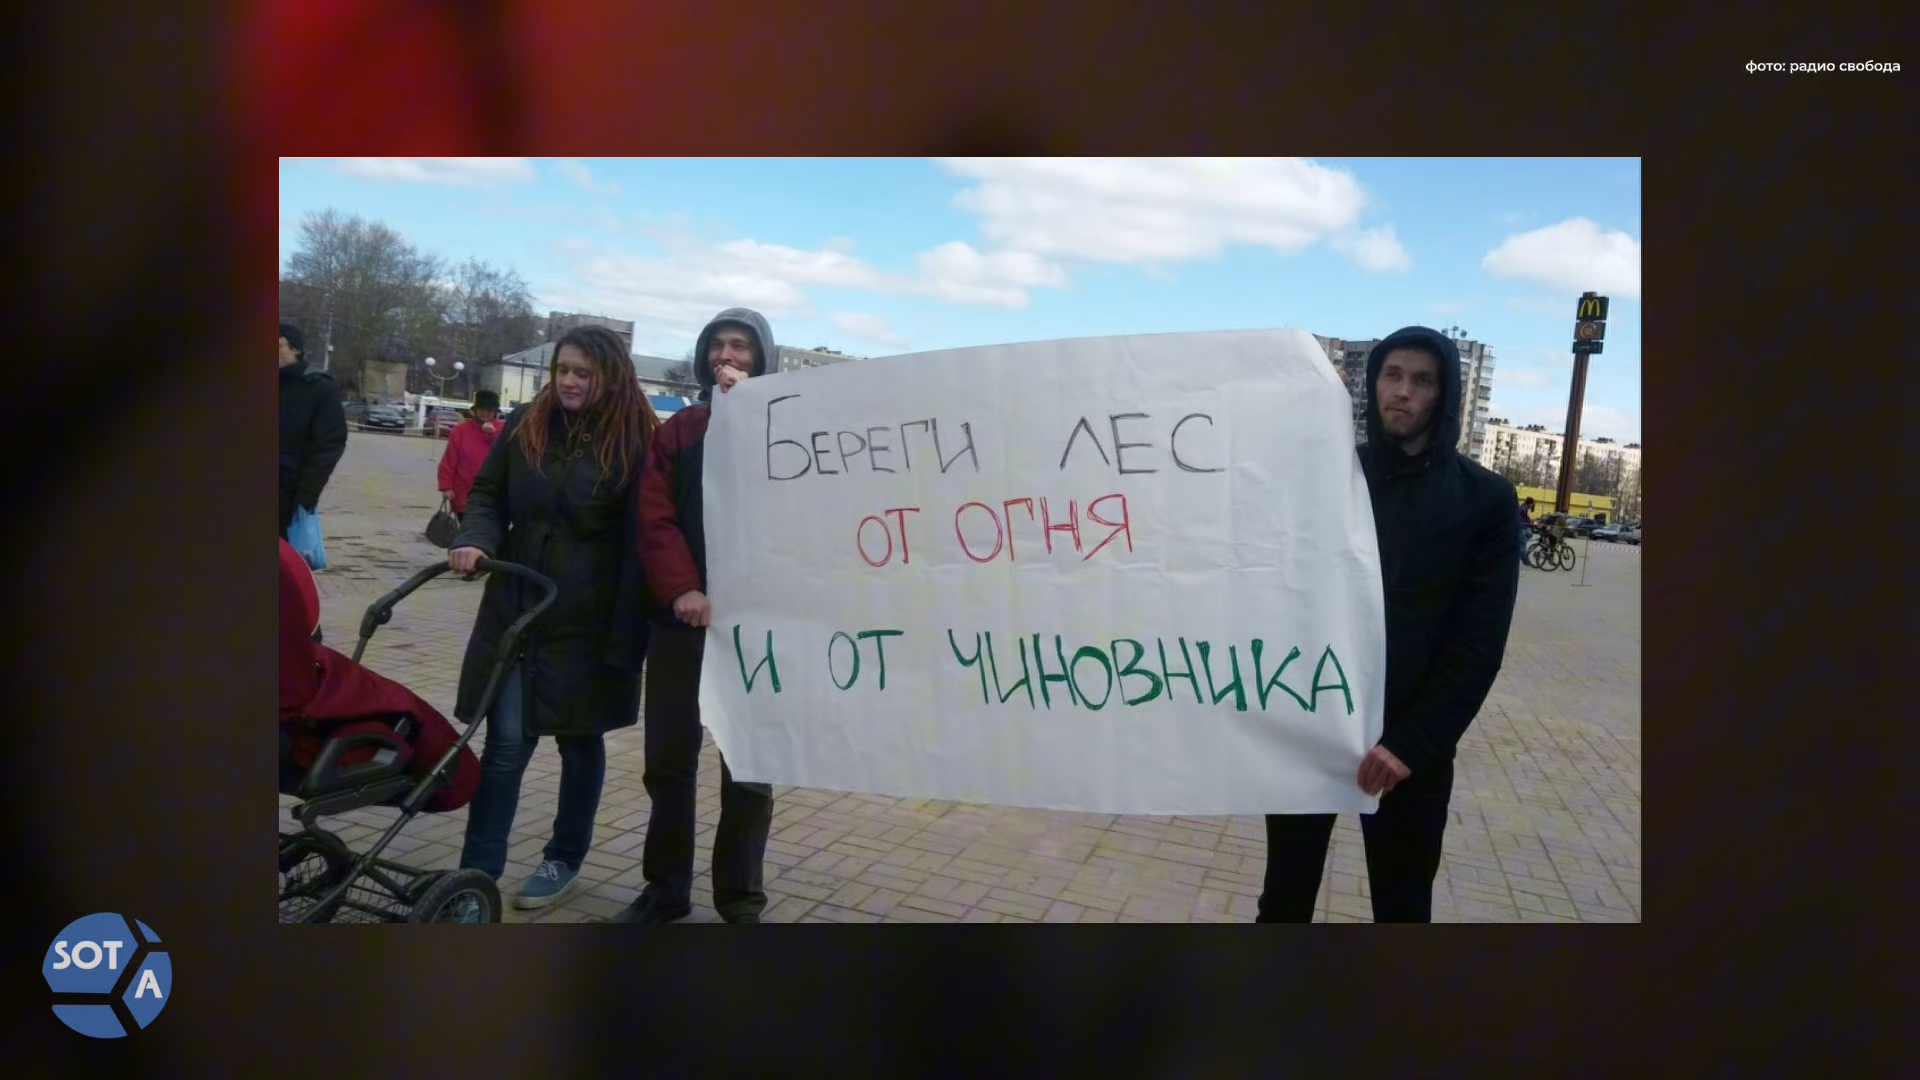 фото: радио свобода
БЕРЕГИ ЛЕС
ОТ ОГНЯ
И ОТ ЧИНОВНИКА
SOT
A